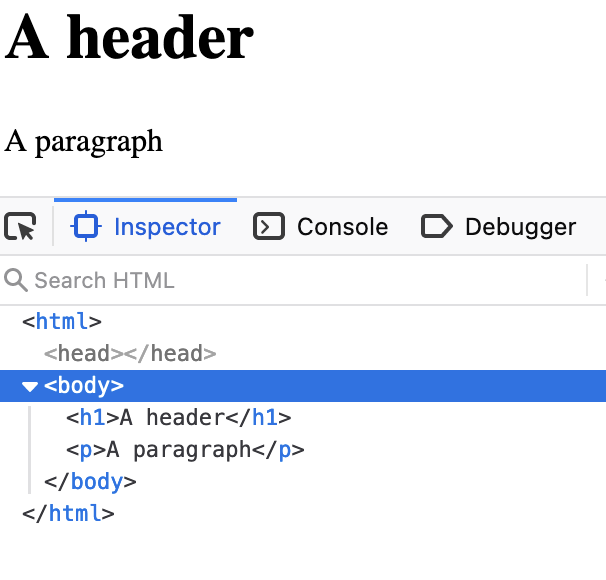 A header
A paragraph
Inspector Console Debugger
Search HTML
<html>
<head></head>
<body>
<h1>A header</h1>
<p>A paragraph</p>
</body>
</html>